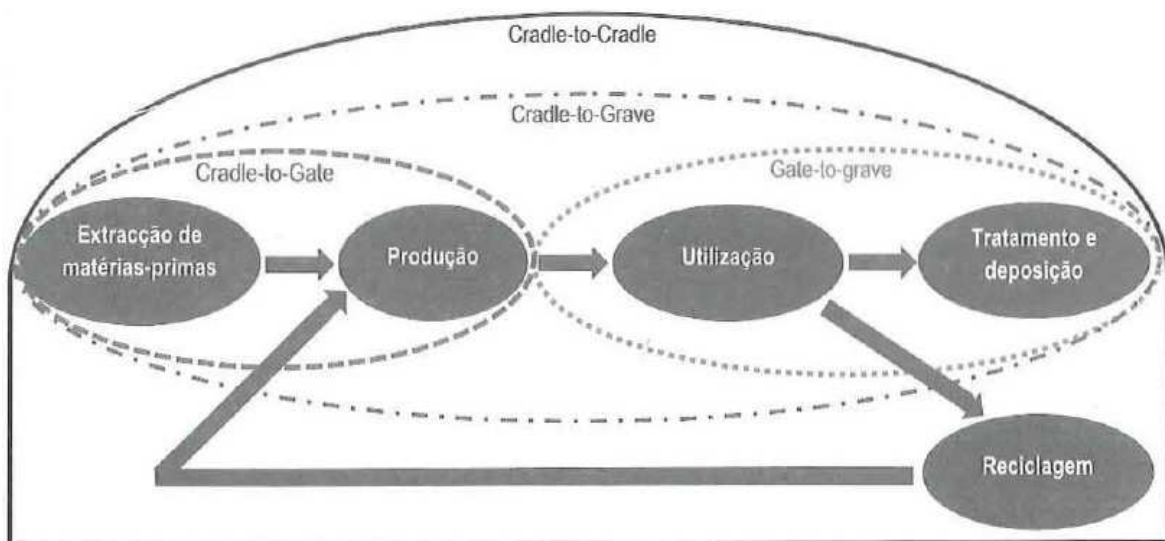 Cradle-to-Cradle
Cradle-to-Grave
Cradle-to-Gate
Gate-to-grave
Extracção de
matérias-primas
Produção
Utilização
Tratamento e
deposição
Reciclagem